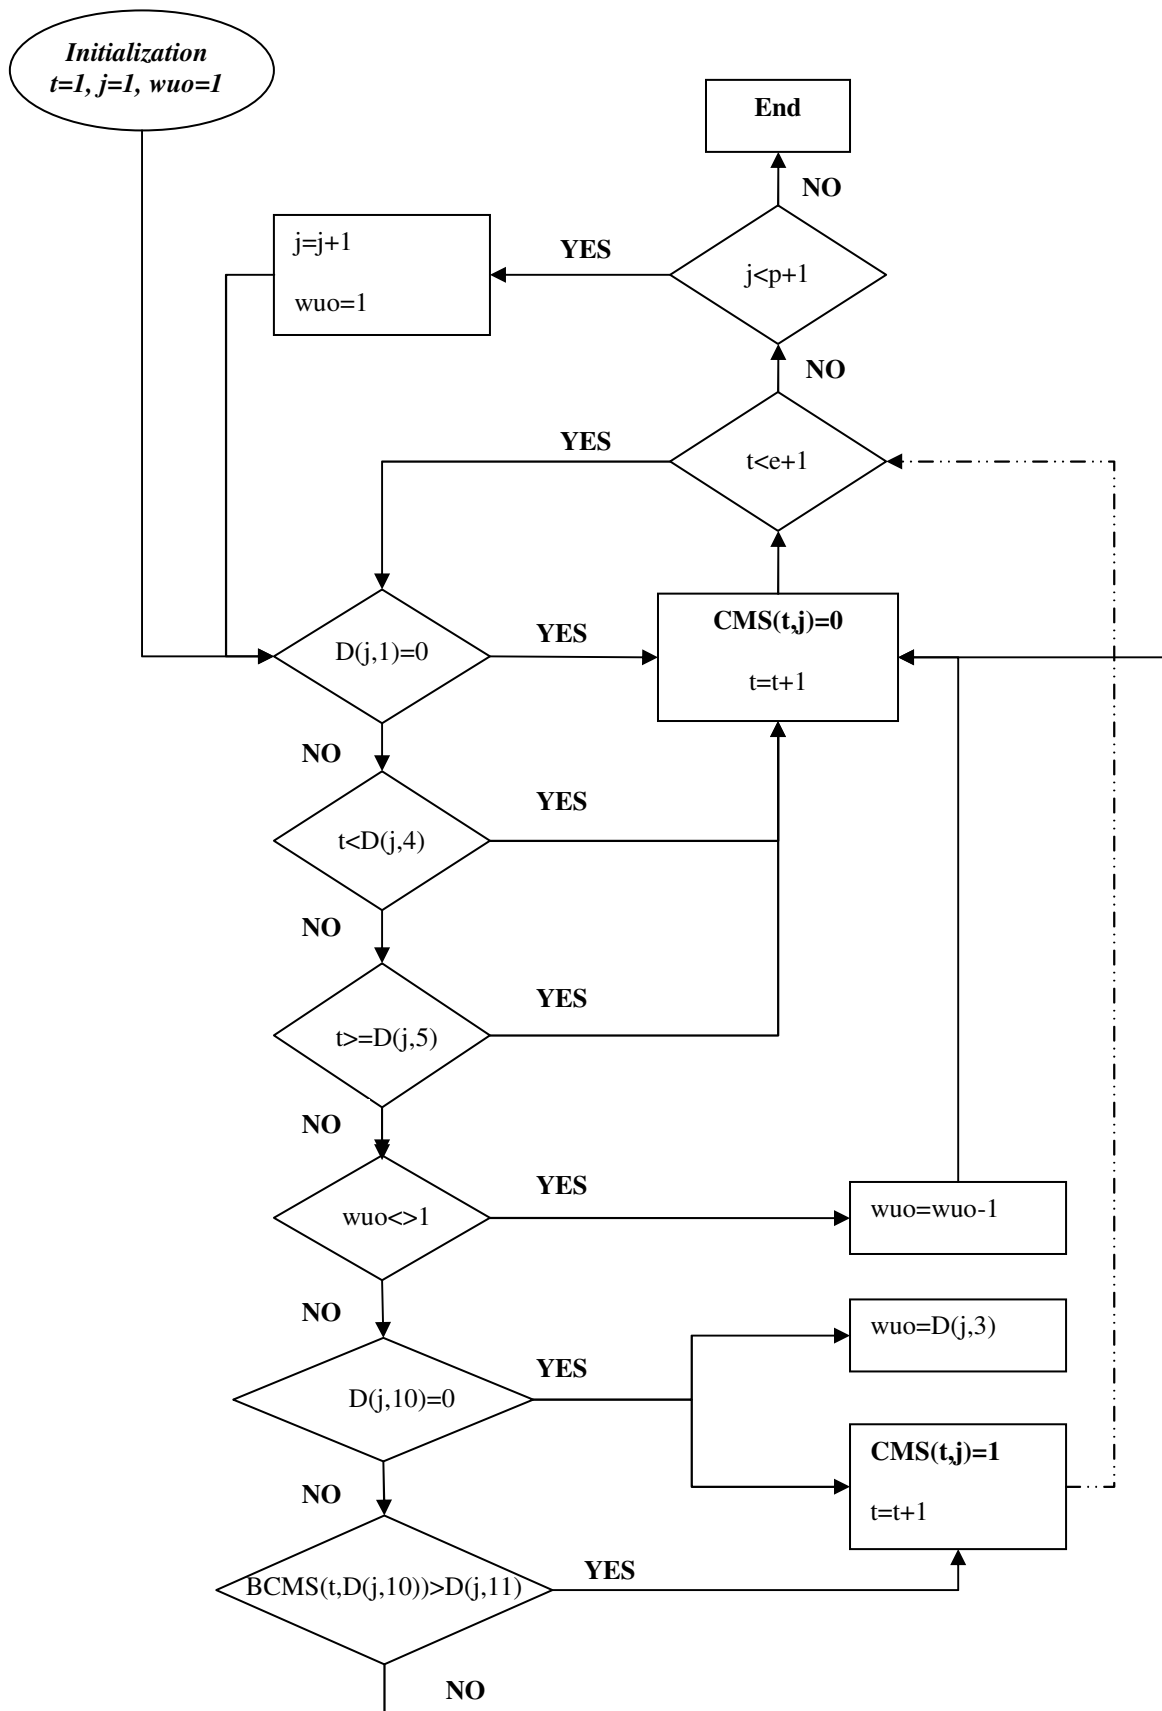 Initialization
t=1, j=1, wuo=1
End
NO
j=j+1
wuo=1
YES
j<p+1
NO
YES
t<e+1
D(j,1)=0
YES
CMS(t,j)=0
t=t+1
NO
t<D(j,4)
YES
NO
t>=D(j,5)
YES
NO
wuo<>1
YES
wuo=wuo-1
NO
D(j,10)=0
YES
wuo=D(j,3)
CMS(t,j)=1
t=t+1
NO
BCMS(t,D(j,10))>D(j,11)
YES
NO